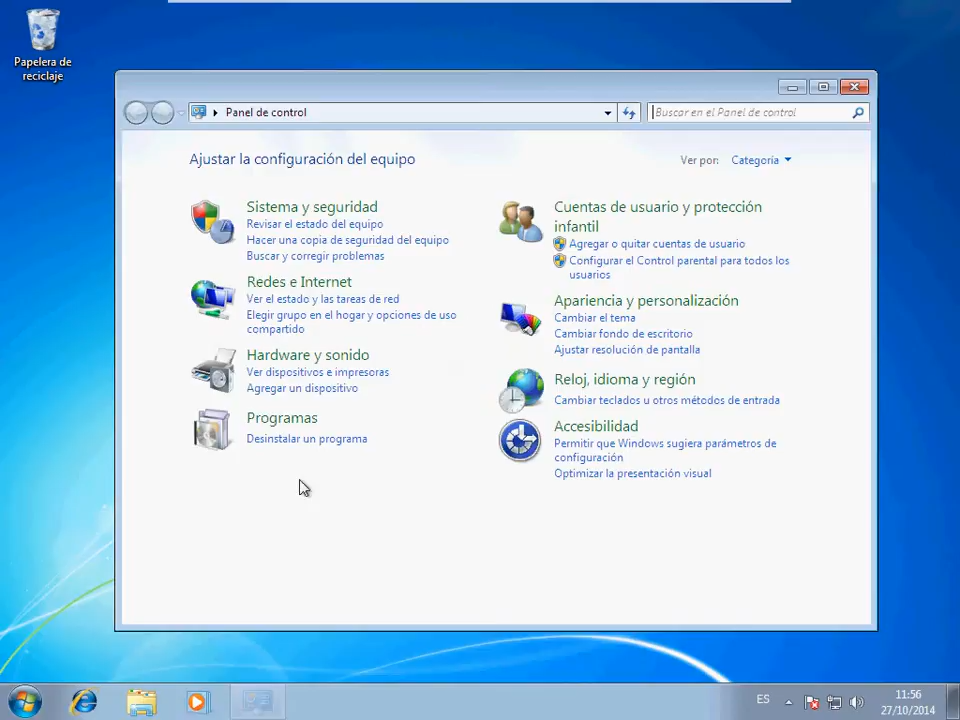 Papelera de
reciclaje
Panel de control
Buscar en el Panel de control
Ajustar la configuración del equipo
Ver por: Categoría
Sistema y seguridad
Revisar el estado del equipo
Hacer una copia de seguridad del equipo
Buscar y corregir problemas
Redes e Internet
Ver el estado y las tareas de red
Elegir grupo en el hogar y opciones de uso
compartido
Hardware y sonido
Ver dispositivos e impresoras
Agregar un dispositivo
Programas
Desinstalar un programa
Cuentas de usuario y protección
infantil
Agregar o quitar cuentas de usuario
Configurar el Control parental para todos los
usuarios
Apariencia y personalización
Cambiar el tema
Cambiar fondo de escritorio
Ajustar resolución de pantalla
Reloj, idioma y región
Cambiar teclados u otros métodos de entrada
Accesibilidad
Permitir que Windows sugiera parámetros de
configuración
Optimizar la presentación visual
ES
11:56
27/10/2014